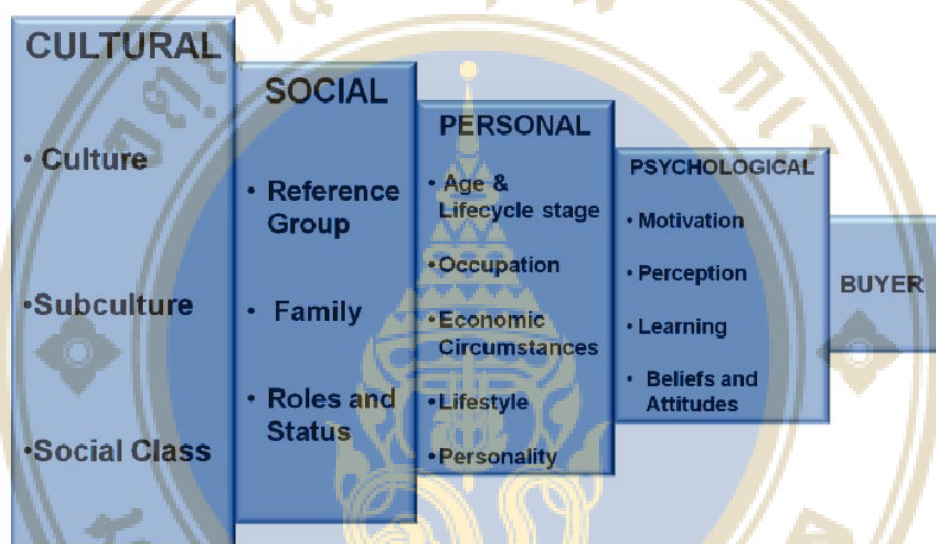 CULTURAL
• Culture
•Subculture
•Social Class
SOCIAL
• Reference
Group
• Family
• Roles and
Status
PERSONAL
• Age &
Lifecycle stage
•Occupation
•Economic
Circumstances
•Lifestyle
•Personality
PSYCHOLOGICAL
• Motivation
• Perception
• Learning
• Beliefs and
Attitudes
BUYER